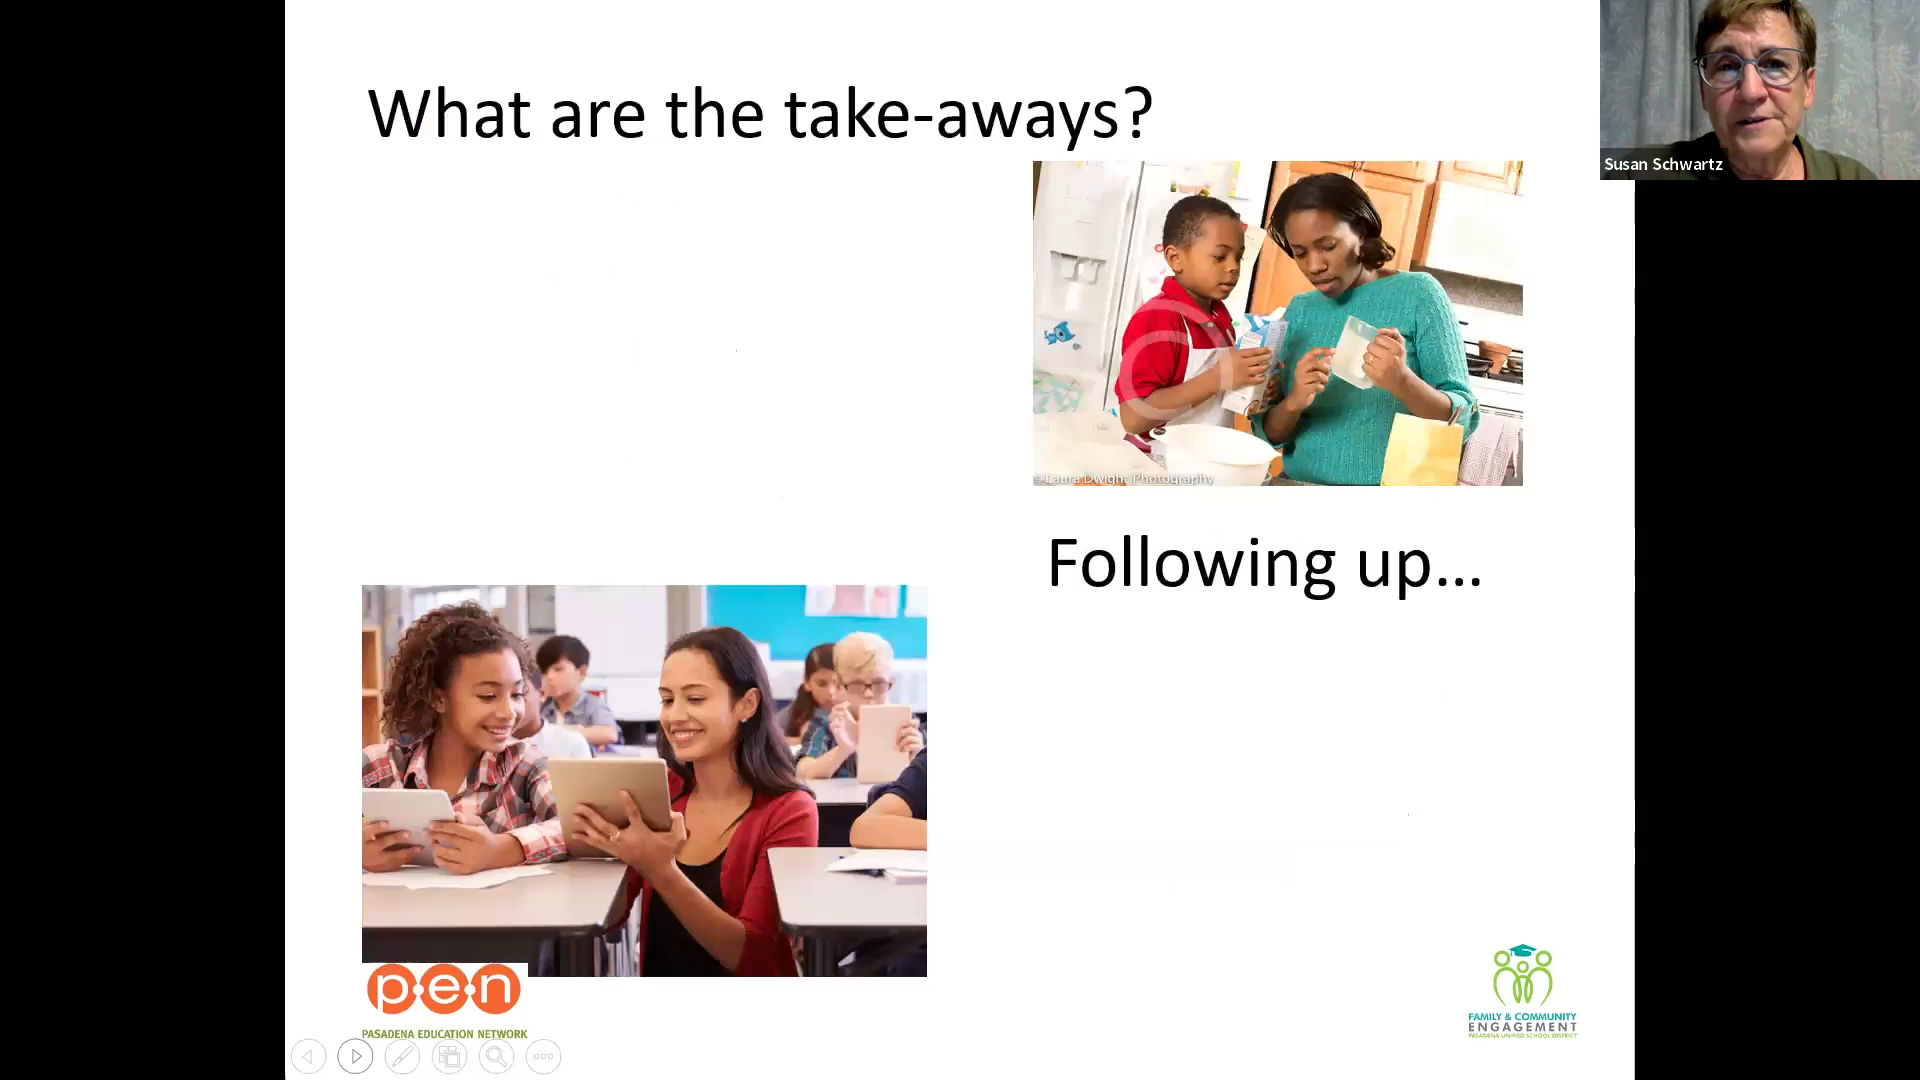 What are the take-aways?
Susan Schwartz
© Laura Dwight Photography
Following up...
p·e·n
PASADENA EDUCATION NETWORK
FAMILY & COMMUNITY
ENGAGEMENT
PASADENA UNIFIED SCHOOL DISTRICT